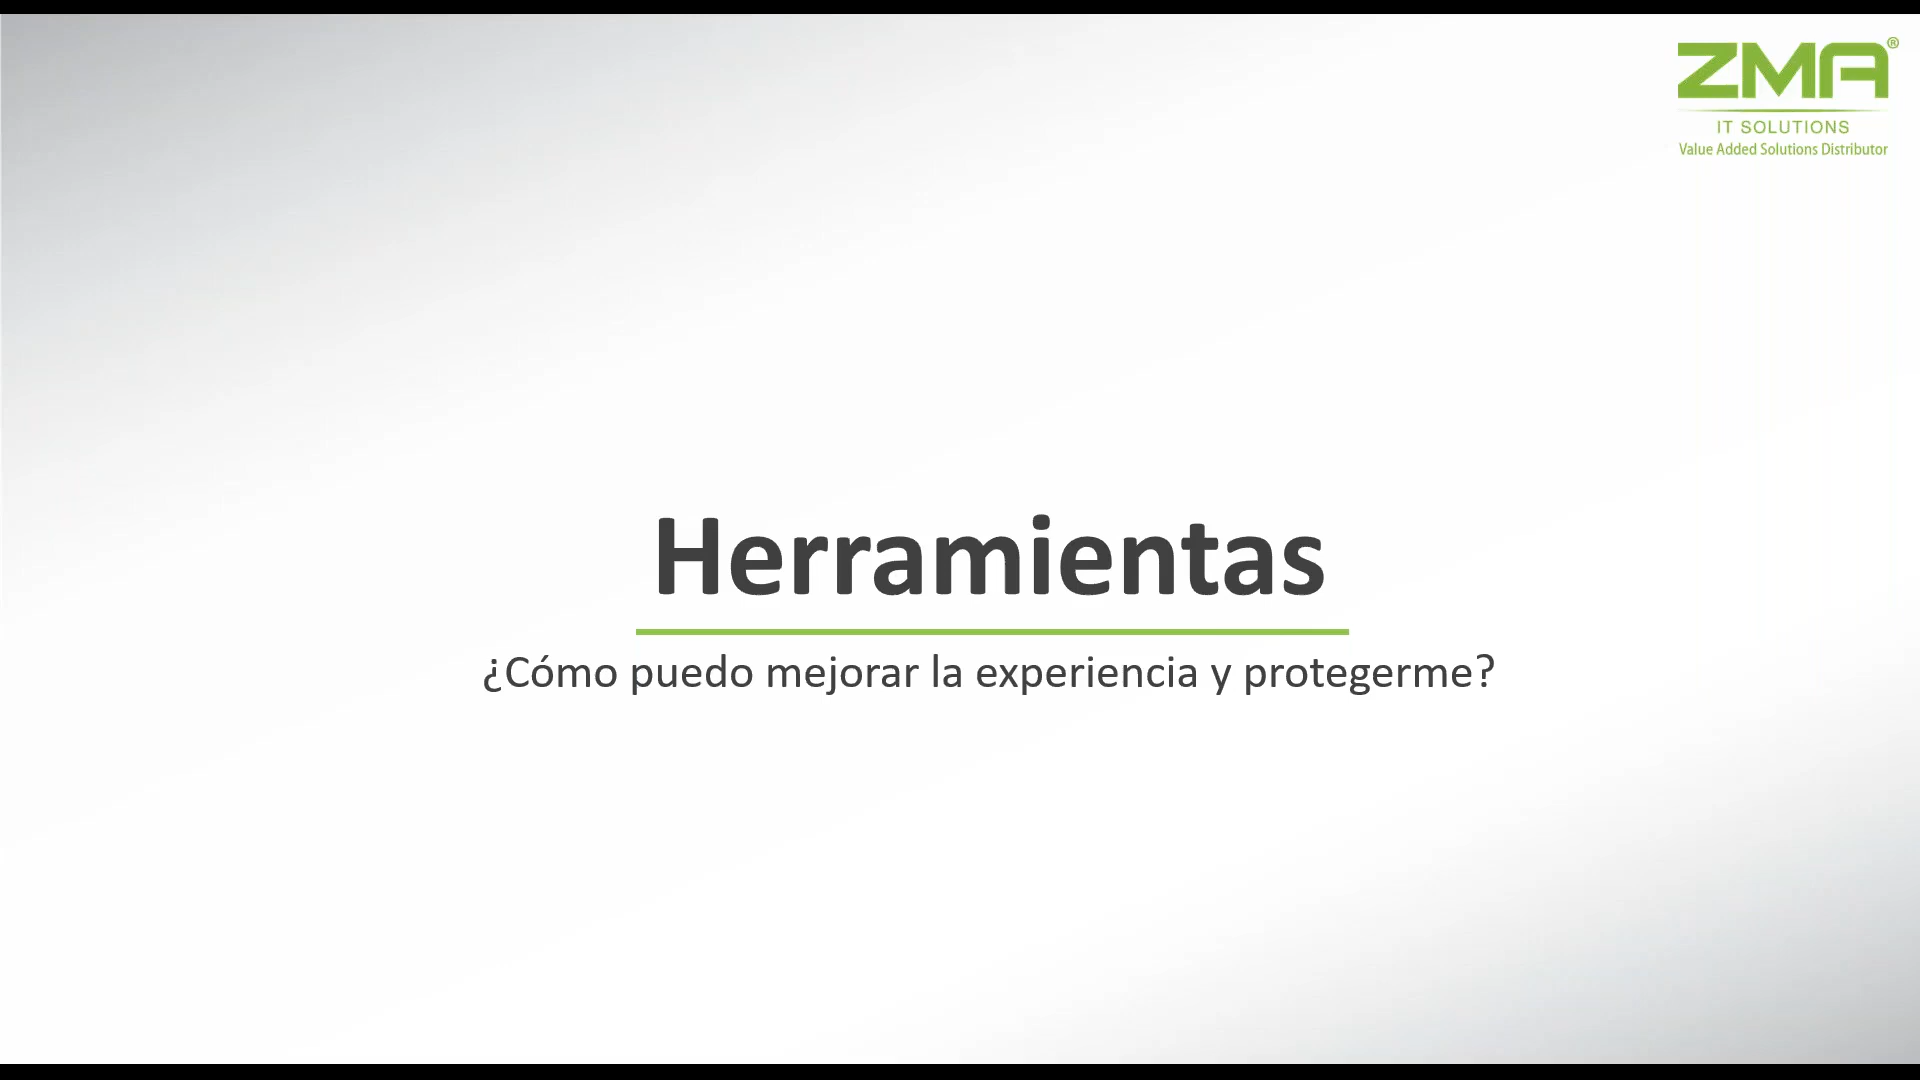 ZMA®
IT SOLUTIONS
Value Added Solutions Distributor
Herramientas
¿Cómo puedo mejorar la experiencia y protegerme?